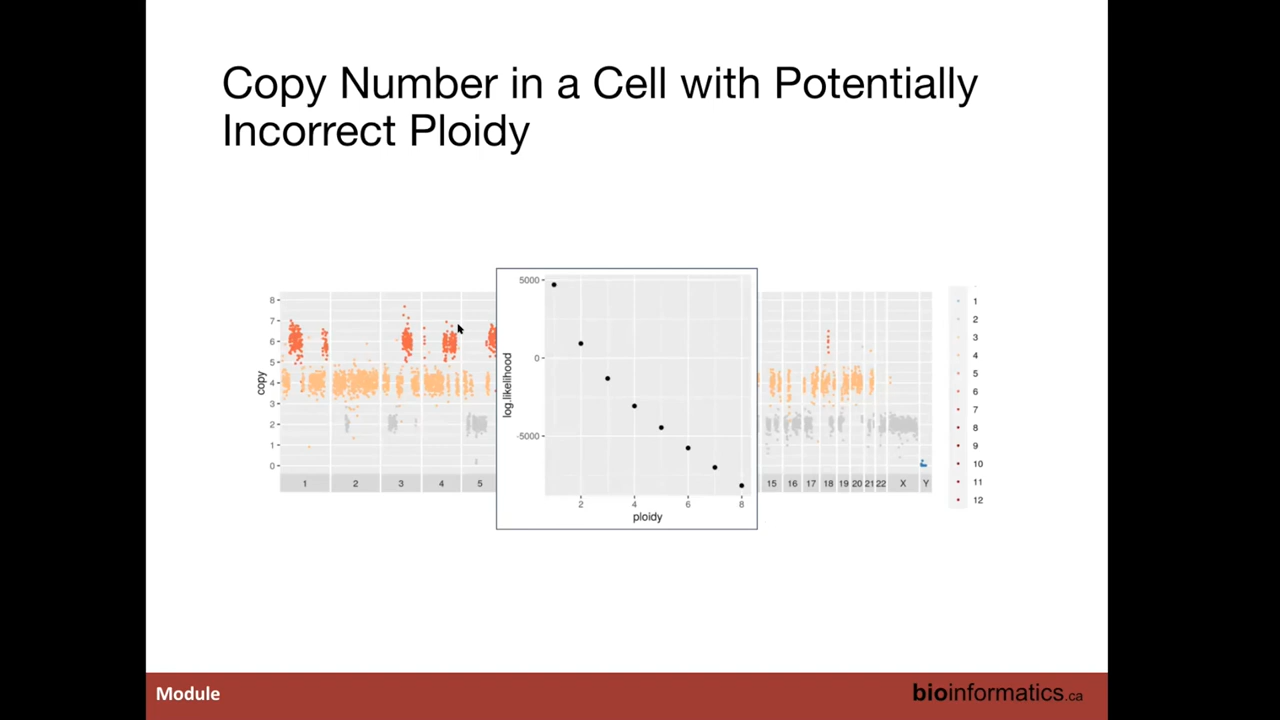 Copy Number in a Cell with Potentially
Incorrect Ploidy
8
7
6
5
4
3
2
1
0
copy
1 2 3 4 5
5000
0
-5000
log.likelihood
2 4 6 8
ploidy
15 16 17 18 19 20 21 22 X Y
1
2
3
4
5
6
7
8
9
10
11
12
Module
bioinformatics.ca